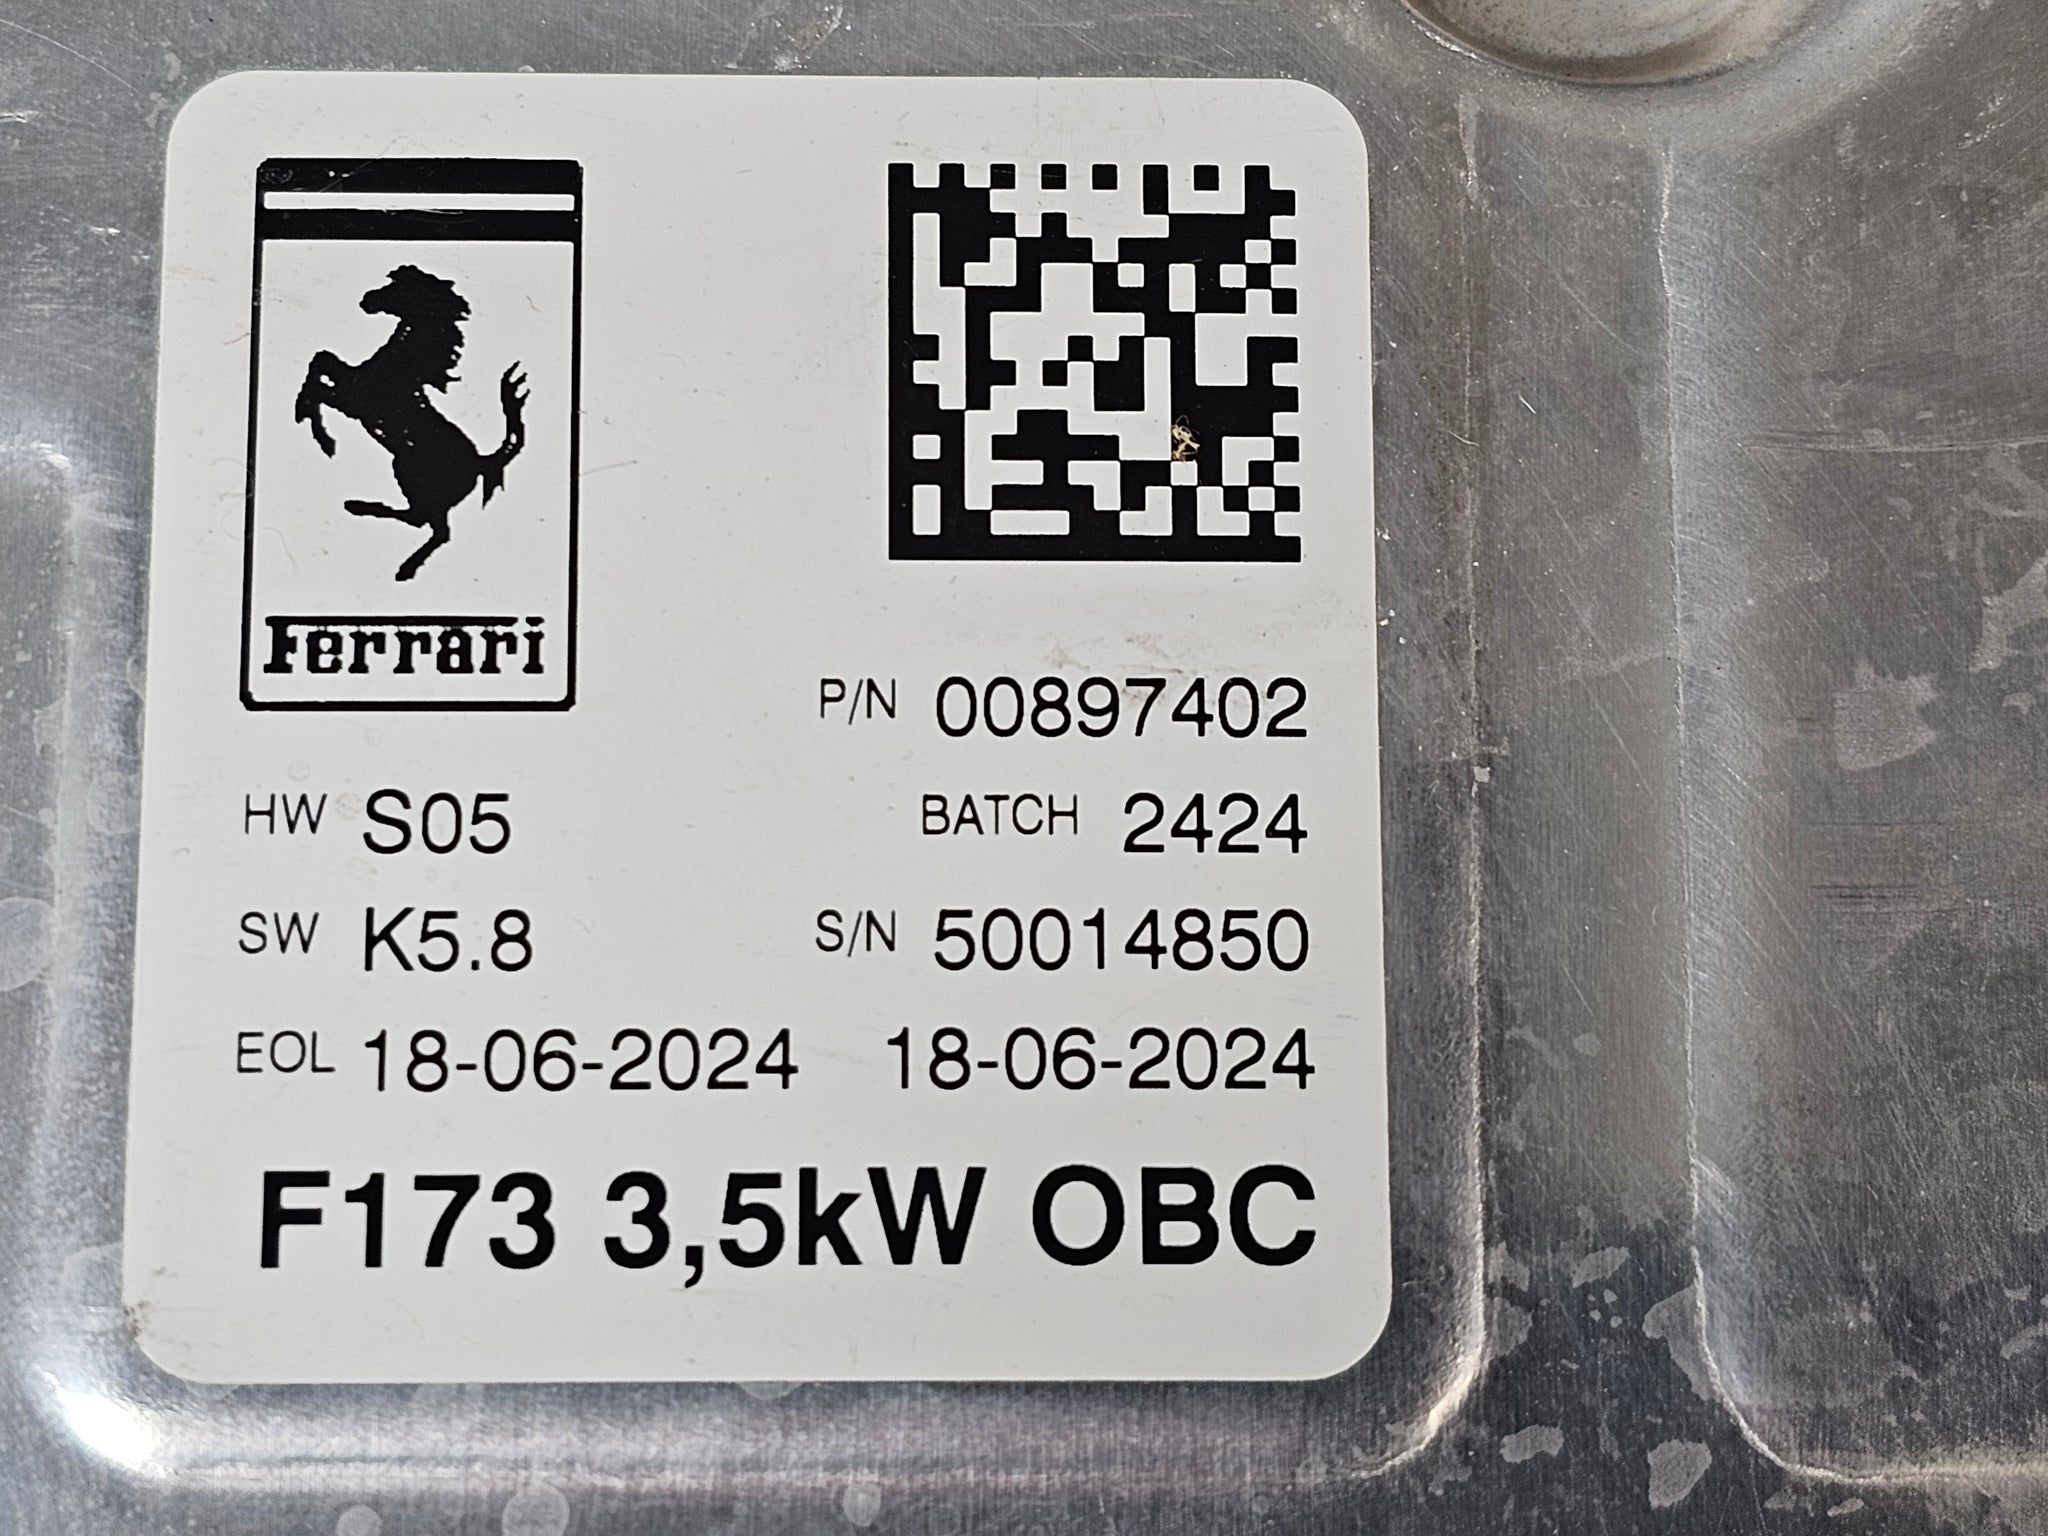 Ferrari
P/N 00897402
HW S05 BATCH 2424
SW K5.8 S/N 50014850
EOL 18-06-2024 18-06-2024
F173 3,5kW OBC